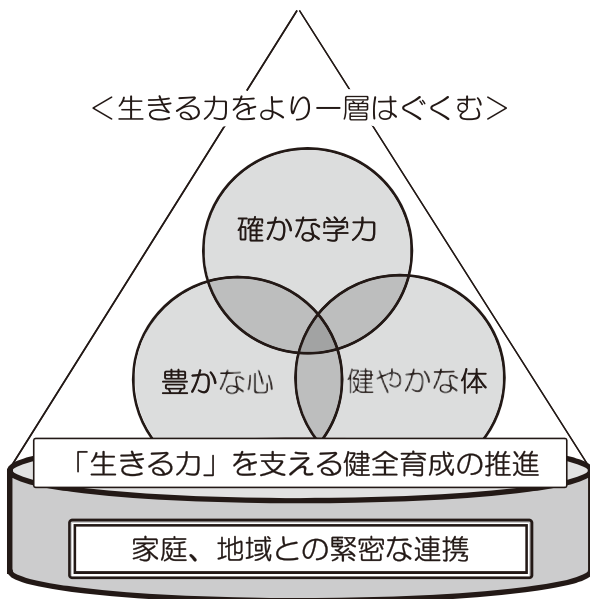 ＜生きる力をより一層はぐくむ＞
確かな学力
豊かな心
健やかな体
「生きる力」を支える健全育成の推進
家庭、地域との緊密な連携